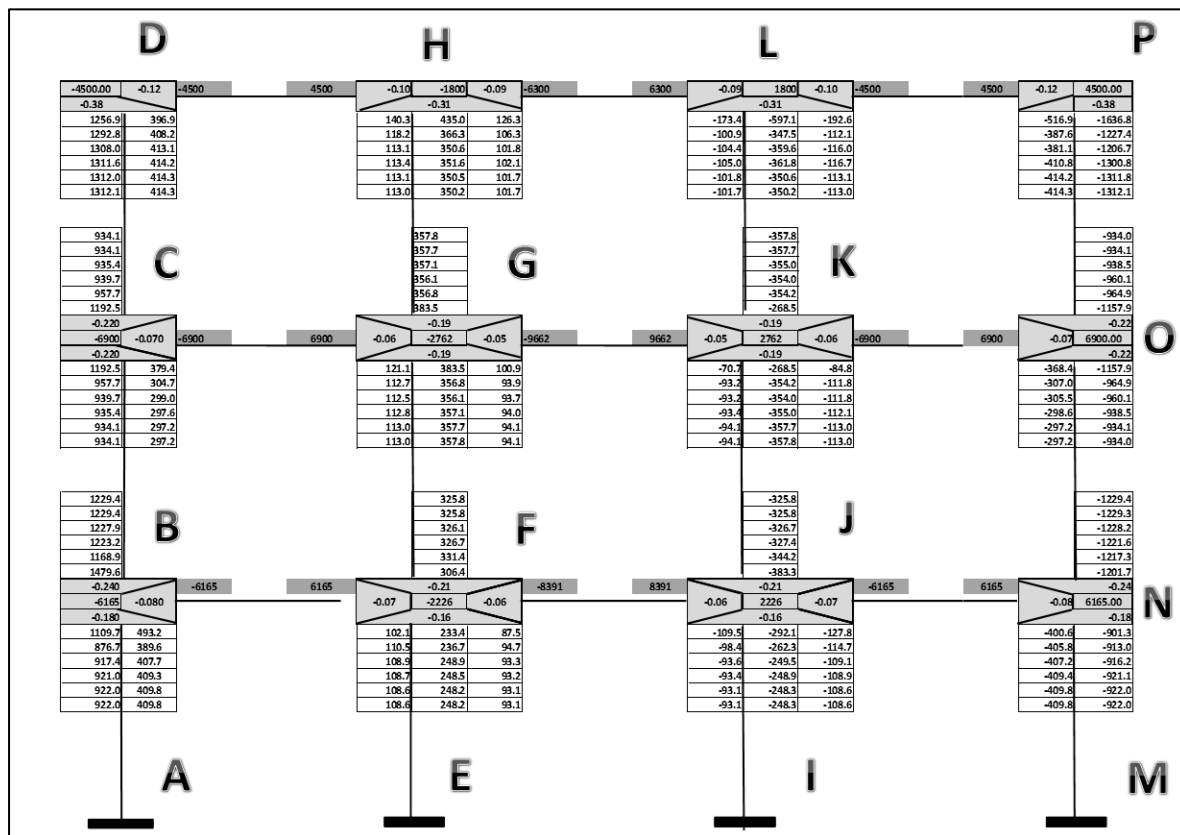 D H L P
-4500.00 -0.12 -4500 4500 -0.10 -1800 -0.09 -6300 6300 -0.09 1800 -0.10 -4500 4500 -0.12 4500.00
-0.38 -0.31 -0.31 -0.38
1256.9 396.9 140.3 435.0 126.3 -173.4 -597.1 -192.6 -516.9 -1636.8
1292.8 408.2 118.2 366.3 106.3 -100.9 -347.5 -112.1 -387.6 -1227.4
1308.0 413.1 113.1 350.6 101.8 -104.4 -359.6 -116.0 -381.1 -1206.7
1311.6 414.2 113.4 351.6 102.1 -105.0 -361.8 -116.7 -410.8 -1300.8
1312.0 414.3 113.1 350.5 101.7 -101.8 -350.6 -113.1 -414.2 -1311.8
1312.1 414.3 113.0 350.2 101.7 -101.7 -350.2 -113.0 -414.3 -1312.1
934.1 357.8 -357.8 -934.0
934.1 357.7 -357.7 -934.1
935.4 357.1 -355.0 -938.5
C G K
939.7 356.1 -354.0 -960.1
957.7 356.8 -354.2 -964.9
1192.5 383.5 -268.5 -1157.9
-0.220 -0.19 -0.19 -0.22
-6900 -0.070 -6900 6900 -0.06 -2762 -0.05 -9662 9662 -0.05 2762 -0.06 -6900 6900 -0.07 6900.00 O
-0.220 -0.19 -0.19 -0.22
1192.5 379.4 121.1 383.5 100.9 -70.7 -268.5 -84.8 -368.4 -1157.9
957.7 304.7 112.7 356.8 93.9 -93.2 -354.2 -111.8 -307.0 -964.9
939.7 299.0 112.5 356.1 93.7 -93.2 -354.0 -111.8 -305.5 -960.1
935.4 297.6 112.8 357.1 94.0 -93.4 -355.0 -112.1 -298.6 -938.5
934.1 297.2 113.0 357.7 94.1 -94.1 -357.7 -113.0 -297.2 -934.1
934.1 297.2 113.0 357.8 94.1 -94.1 -357.8 -113.0 -297.2 -934.0
1229.4 325.8 -325.8 -1229.4
1229.4 325.8 -325.8 -1229.3
1227.9 326.1 -326.7 -1228.2
B F J
1223.2 326.7 -327.4 -1221.6
1168.9 331.4 -344.2 -1217.3
1479.6 306.4 -383.3 -1201.7
-0.240 -6165 6165 -0.21 -8391 8391 -0.21 -6165 6165 -0.24
-6165 -0.080 -0.07 -2226 -0.06 -0.06 2226 -0.07 -0.08 6165.00 N
-0.180 -0.16 -0.16 -0.18
1109.7 493.2 102.1 233.4 87.5 -109.5 -292.1 -127.8 -400.6 -901.3
876.7 389.6 110.5 236.7 94.7 -98.4 -262.3 -114.7 -405.8 -913.0
917.4 407.7 108.9 248.9 93.3 -93.6 -249.5 -109.1 -407.2 -916.2
921.0 409.3 108.7 248.5 93.2 -93.4 -248.9 -108.9 -409.4 -921.1
922.0 409.8 108.6 248.2 93.1 -93.1 -248.3 -108.6 -409.8 -922.0
922.0 409.8 108.6 248.2 93.1 -93.1 -248.3 -108.6 -409.8 -922.0
A E I M